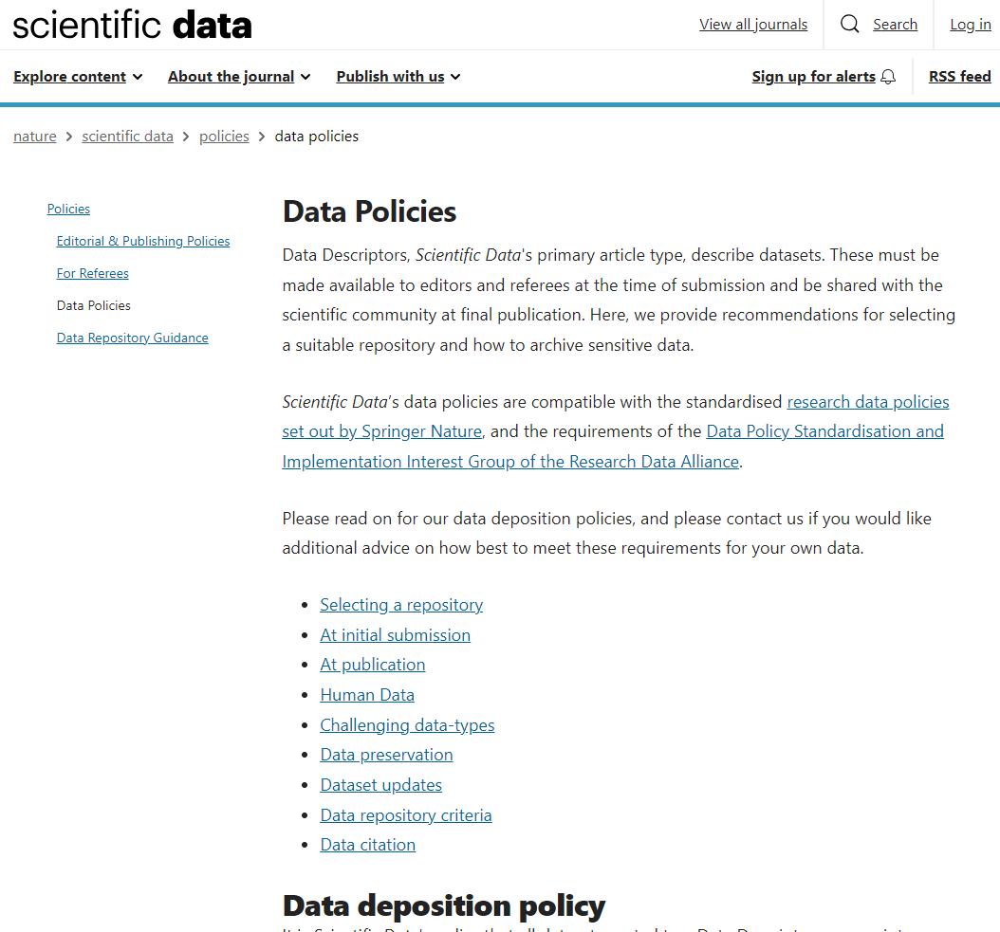 scientific data
View all journals
Search
Log in
Explore content
About the journal
Publish with us
Sign up for alerts
RSS feed
nature > scientific data > policies > data policies
Policies
Editorial & Publishing Policies
For Referees
Data Policies
Data Repository Guidance
Data Policies
Data Descriptors, Scientific Data's primary article type, describe datasets. These must be
made available to editors and referees at the time of submission and be shared with the
scientific community at final publication. Here, we provide recommendations for selecting
a suitable repository and how to archive sensitive data.
Scientific Data's data policies are compatible with the standardised research data policies
set out by Springer Nature, and the requirements of the Data Policy Standardisation and
Implementation Interest Group of the Research Data Alliance.
Please read on for our data deposition policies, and please contact us if you would like
additional advice on how best to meet these requirements for your own data.
• Selecting a repository
• At initial submission
• At publication
• Human Data
• Challenging data-types
• Data preservation
• Dataset updates
• Data repository criteria
• Data citation
Data deposition policy